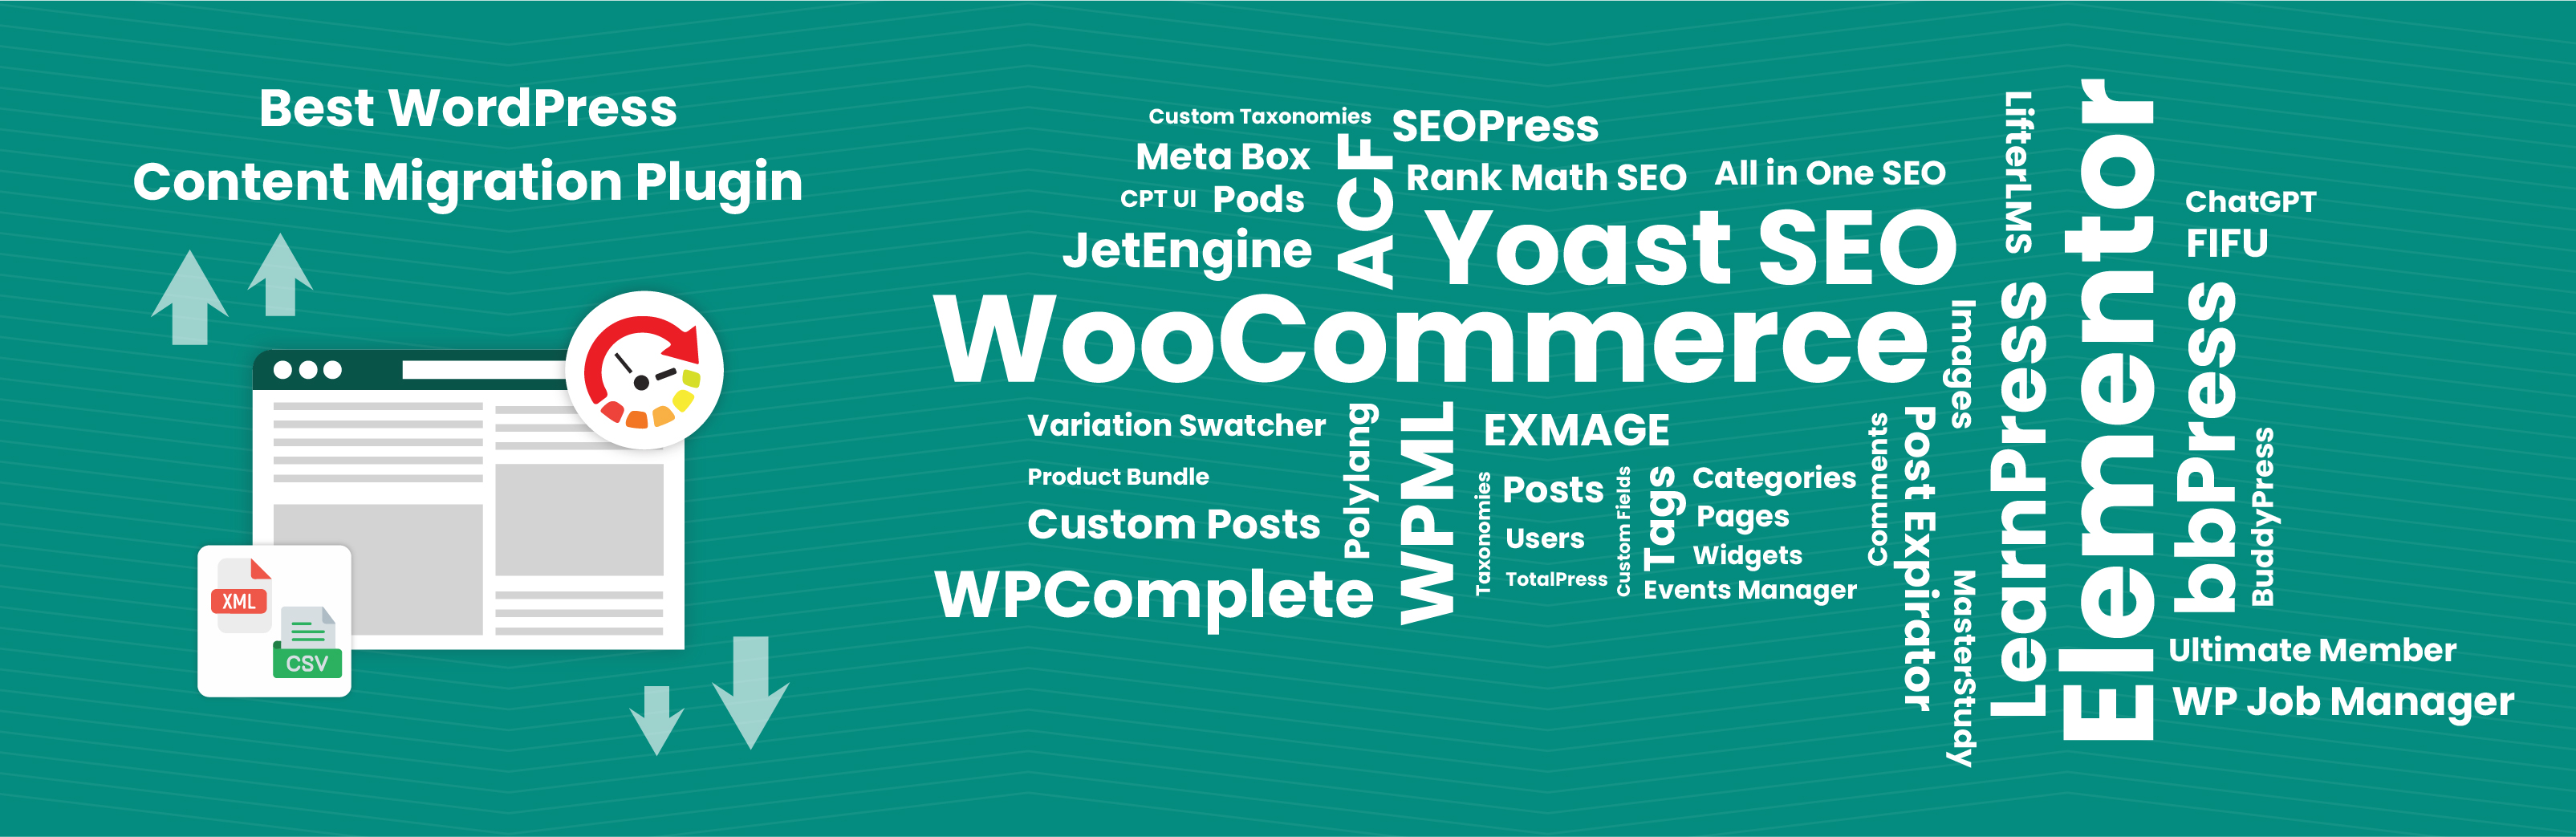 Best WordPress
Content Migration Plugin
XML
CSV
Custom Taxonomies
SEOPress
Meta Box
ACF
Rank Math SEO
All in One SEO
CPT UI
Pods
JetEngine
Yoast SEO
WooCommerce
Variation Swatcher
Product Bundle
Custom Posts
WPComplete
Polylang
WPML
EXMAGE
Taxonomies
Posts
Users
TotalPress
Custom Fields
Tags
Categories
Pages
Widgets
Events Manager
Comments
Post Expirator
Images
MasterStudy
LifterLMS
LearnPress
Elementor
ChatGPT
FIFU
bbPress
BuddyPress
Ultimate Member
WP Job Manager